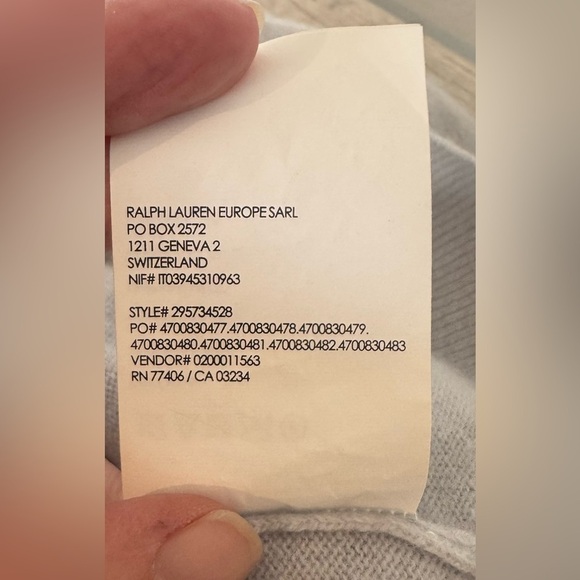 RALPH LAUREN EUROPE SARL
PO BOX 2572
1211 GENEVA 2
SWITZERLAND
NIF# IT03945310963
STYLE# 295734528
PO# 4700830477.4700830478.4700830479.
4700830480.4700830481.4700830482.4700830483
VENDOR# 0200011563
RN 77406 / CA 03234